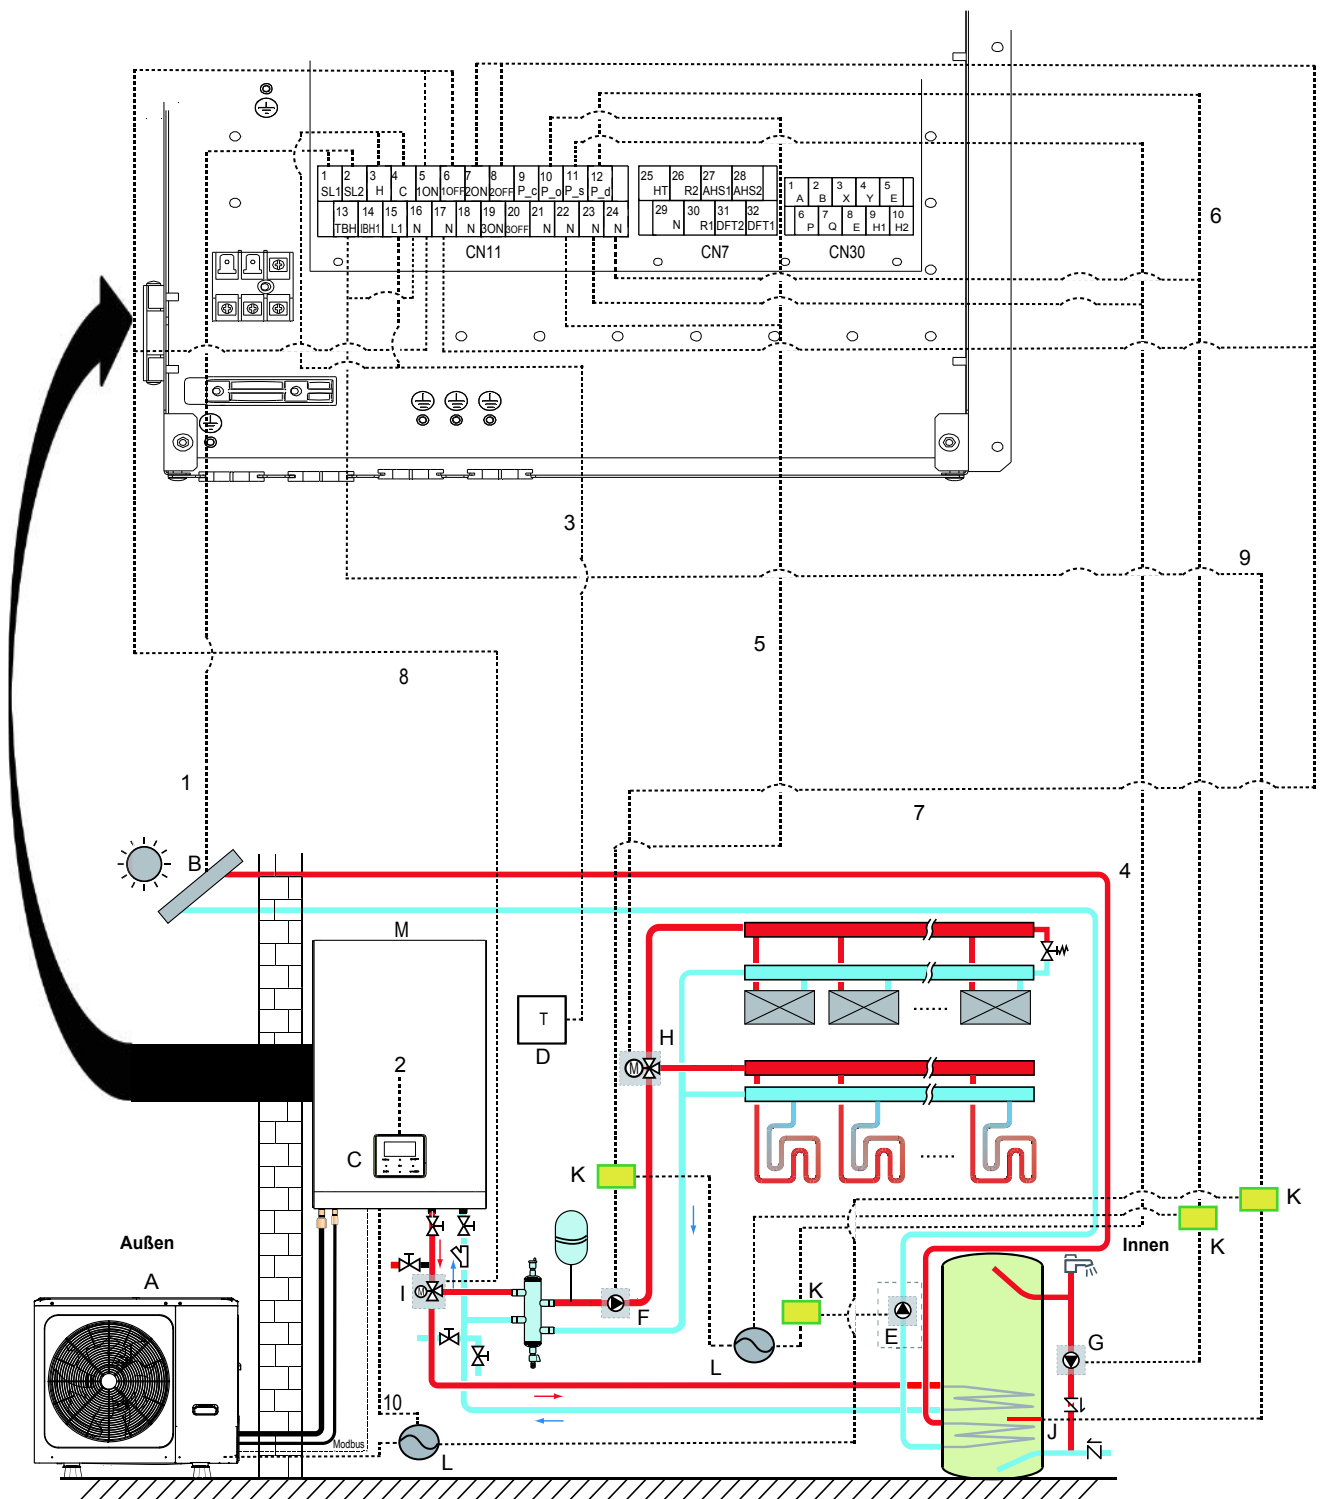 1 2 3 4 5 6 7 8 9 10 11 12
SL1 SL2 H C 1ON 1OFF 2ON 2OFF P_c P_o P_s P_d
13 14 15 16 17 18 19 20 21 22 23 24
TBH IBH1 L1 N N N 3ON 3OFF N N N N
CN11
25 26 27 28
HT R2 AHS1 AHS2
29 30 31 32
N R1 DFT2 DFT1
CN7
1 2 3 4 5
A B X Y E
6 7 8 9 10
P Q E H1 H2
CN30
6
3
9
5
8
1
7
B
4
M
T
D
H
M
2
C
K
K
K
Außen
Innen
A
I
M
F
K
E
L
G
10
J
Modbus
L